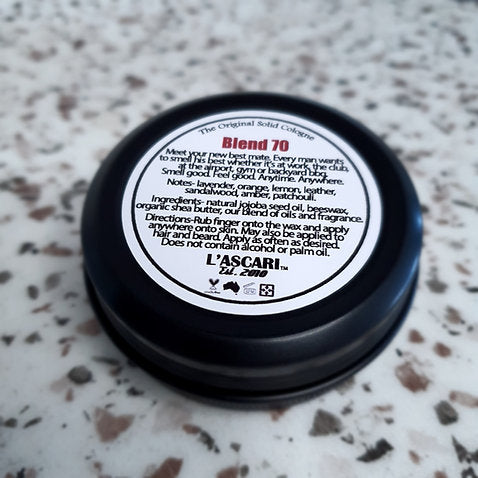 The Original Solid Cologne
Blend 70
Meet your new best mate. Every man wants
to smell his best whether it's at work, the club,
at the airport, gym or backyard bbq.
Smell good. Feel good. Anytime. Anywhere.
Notes- lavender, orange, lemon, leather,
sandalwood, amber, patchouli.
Ingredients- natural jojoba seed oil, beeswax,
organic shea butter, our blend of oils and fragrance.
Directions-Rub finger onto the wax and apply
anywhere onto skin. May also be applied to
hair and beard. Apply as often as desired.
Does not contain alcohol or palm oil.
L'ASCARI™
Est. 2010